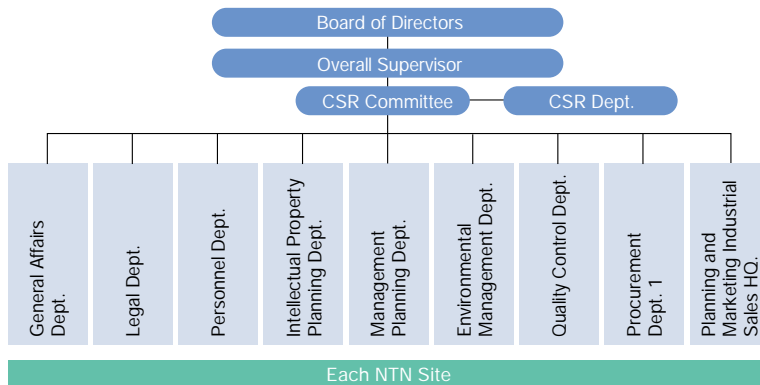 Board of Directors
Overall Supervisor
CSR Committee
CSR Dept.
General Affairs
Dept.
Legal Dept.
Personnel Dept.
Intellectual Property
Planning Dept.
Management
Planning Dept.
Environmental
Management Dept.
Quality Control Dept.
Procurement
Dept. 1
Planning and
Marketing Industrial
Sales HQ.
Each NTN Site